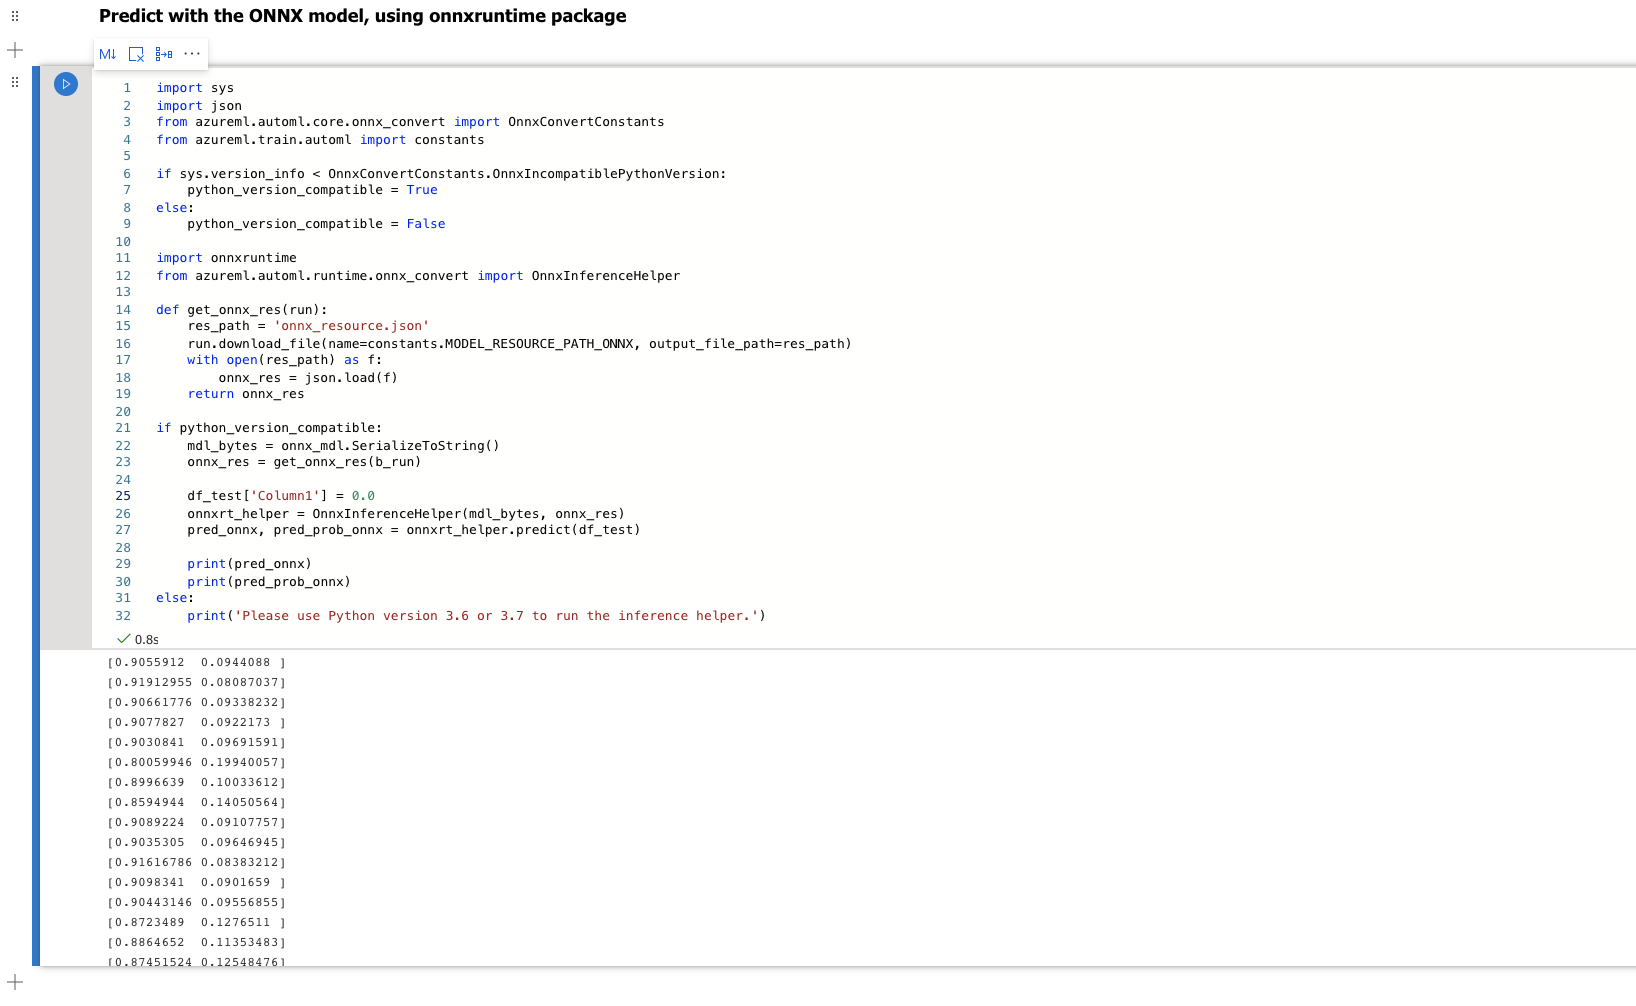 Predict with the ONNX model, using onnxruntime package
M↓ ···
1 import sys
2 import json
3 from azureml.automl.core.onnx_convert import OnnxConvertConstants
4 from azureml.train.automl import constants
5
6 if sys.version_info < OnnxConvertConstants.OnnxIncompatiblePythonVersion:
7     python_version_compatible = True
8 else:
9     python_version_compatible = False
10
11 import onnxruntime
12 from azureml.automl.runtime.onnx_convert import OnnxInferenceHelper
13
14 def get_onnx_res(run):
15     res_path = 'onnx_resource.json'
16     run.download_file(name=constants.MODEL_RESOURCE_PATH_ONNX, output_file_path=res_path)
17     with open(res_path) as f:
18         onnx_res = json.load(f)
19     return onnx_res
20
21 if python_version_compatible:
22     mdl_bytes = onnx_mdl.SerializeToString()
23     onnx_res = get_onnx_res(b_run)
24
25     df_test['Column1'] = 0.0
26     onnxrt_helper = OnnxInferenceHelper(mdl_bytes, onnx_res)
27     pred_onnx, pred_prob_onnx = onnxrt_helper.predict(df_test)
28
29     print(pred_onnx)
30     print(pred_prob_onnx)
31 else:
32     print('Please use Python version 3.6 or 3.7 to run the inference helper.')
0.8s
[0.9055912  0.0944088 ]
[0.91912955 0.08087037]
[0.90661776 0.09338232]
[0.9077827  0.0922173 ]
[0.9030841  0.09691591]
[0.80059946 0.19940057]
[0.8996639  0.10033612]
[0.8594944  0.14050564]
[0.9089224  0.09107757]
[0.9035305  0.09646945]
[0.91616786 0.08383212]
[0.9098341  0.0901659 ]
[0.90443146 0.09556855]
[0.8723489  0.1276511 ]
[0.8864652  0.11353483]
[0.87451524 0.12548476]